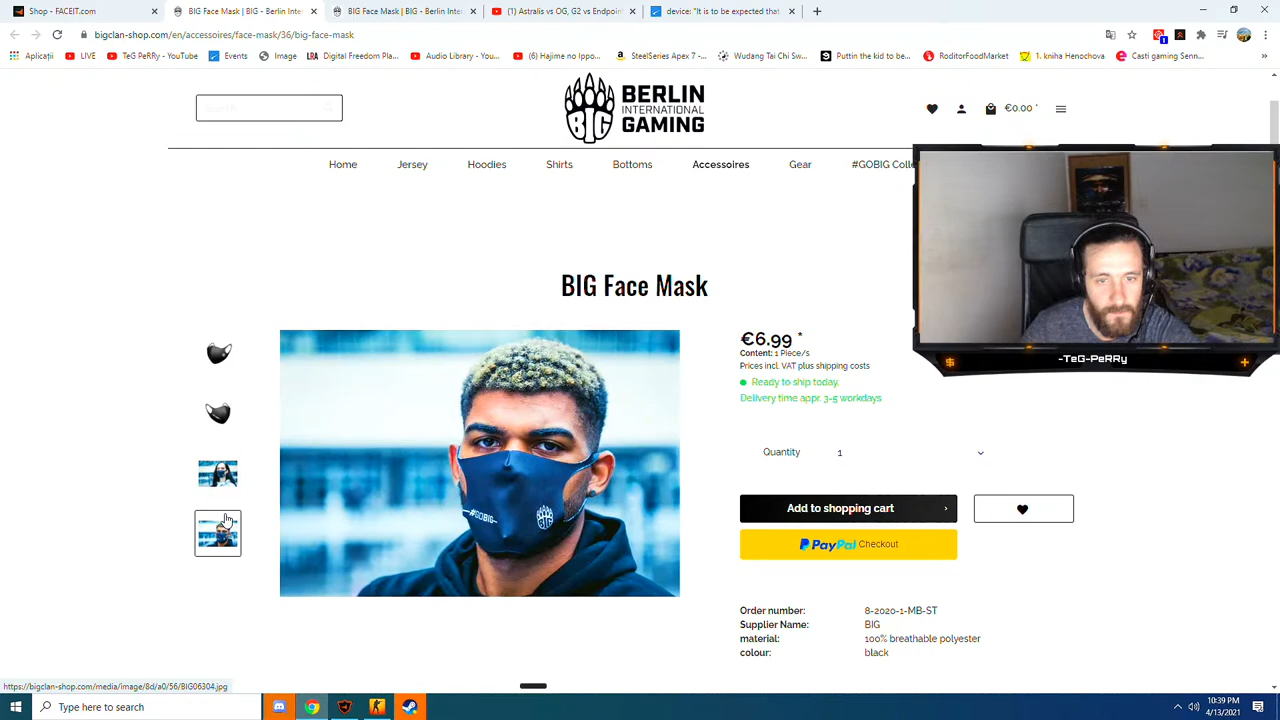 Shop - FACEIT.com
BIG Face Mask | BIG - Berlin Inte
BIG Face Mask | BIG - Berlin Inte
(1) Astralis vs OG, G2 vs Endpoin
device: "It is to be expected that
bigclan-shop.com/en/accessoires/face-mask/36/big-face-mask
Aplicații
LIVE
TeG PeRRy - YouTube
Events
Image
LRA Digital Freedom Pla...
Audio Library - You...
(6) Hajime no Ippo...
SteelSeries Apex 7 -...
Wudang Tai Chi Sw...
Puttin the kid to be...
RoditorFoodMarket
1. kniha Henochova
Casti gaming Senn...
BERLIN
INTERNATIONAL
GAMING
BIG
€0.00 *
Home
Jersey
Hoodies
Shirts
Bottoms
Accessoires
Gear
#GOBIG Colle
BIG Face Mask
€6.99 *
Content: 1 Piece/s
Prices incl. VAT plus shipping costs
Ready to ship today,
Delivery time appr. 3-5 workdays
-TeG-PeRRy
Quantity
1
Add to shopping cart
PayPal Checkout
#GOBIG
Order number: 8-2020-1-MB-ST
Supplier Name: BIG
material: 100% breathable polyester
colour: black
https://bigclan-shop.com/media/image/8d/a0/56/BIG06304.jpg
Type here to search
10:39 PM
4/13/2021